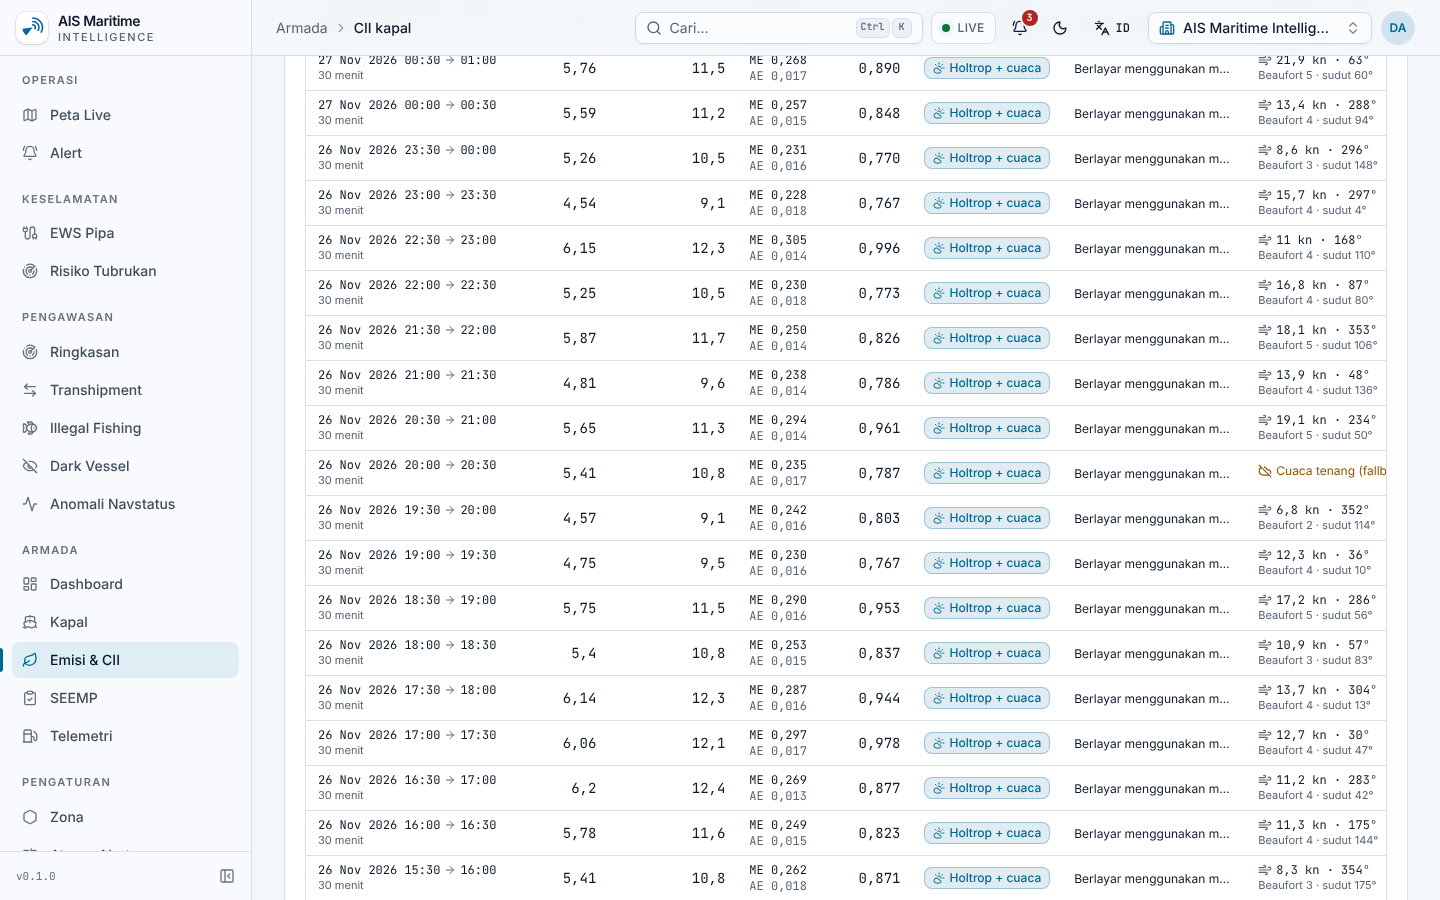 AIS Maritime
INTELLIGENCE
Armada > CII kapal
Cari...
Ctrl K
LIVE
3
ID
AIS Maritime Intellig...
DA
OPERASI
Peta Live
Alert
KESELAMATAN
EWS Pipa
Risiko Tubrukan
PENGAWASAN
Ringkasan
Transhipment
Illegal Fishing
Dark Vessel
Anomali Navstatus
ARMADA
Dashboard
Kapal
Emisi & CII
SEEMP
Telemetri
PENGATURAN
Zona
v0.1.0
27 Nov 2026 00:30 → 01:00 5,76 11,5 ME 0,268 0,890 Holtrop + cuaca Berlayar menggunakan m... 21,9 kn · 63°
30 menit AE 0,017 Beaufort 5 · sudut 60°
27 Nov 2026 00:00 → 00:30 5,59 11,2 ME 0,257 0,848 Holtrop + cuaca Berlayar menggunakan m... 13,4 kn · 288°
30 menit AE 0,015 Beaufort 4 · sudut 94°
26 Nov 2026 23:30 → 00:00 5,26 10,5 ME 0,231 0,770 Holtrop + cuaca Berlayar menggunakan m... 8,6 kn · 296°
30 menit AE 0,016 Beaufort 3 · sudut 148°
26 Nov 2026 23:00 → 23:30 4,54 9,1 ME 0,228 0,767 Holtrop + cuaca Berlayar menggunakan m... 15,7 kn · 297°
30 menit AE 0,018 Beaufort 4 · sudut 4°
26 Nov 2026 22:30 → 23:00 6,15 12,3 ME 0,305 0,996 Holtrop + cuaca Berlayar menggunakan m... 11 kn · 168°
30 menit AE 0,014 Beaufort 4 · sudut 110°
26 Nov 2026 22:00 → 22:30 5,25 10,5 ME 0,230 0,773 Holtrop + cuaca Berlayar menggunakan m... 16,8 kn · 87°
30 menit AE 0,018 Beaufort 4 · sudut 80°
26 Nov 2026 21:30 → 22:00 5,87 11,7 ME 0,250 0,826 Holtrop + cuaca Berlayar menggunakan m... 18,1 kn · 353°
30 menit AE 0,014 Beaufort 5 · sudut 106°
26 Nov 2026 21:00 → 21:30 4,81 9,6 ME 0,238 0,786 Holtrop + cuaca Berlayar menggunakan m... 13,9 kn · 48°
30 menit AE 0,014 Beaufort 4 · sudut 136°
26 Nov 2026 20:30 → 21:00 5,65 11,3 ME 0,294 0,961 Holtrop + cuaca Berlayar menggunakan m... 19,1 kn · 234°
30 menit AE 0,014 Beaufort 5 · sudut 50°
26 Nov 2026 20:00 → 20:30 5,41 10,8 ME 0,235 0,787 Holtrop + cuaca Berlayar menggunakan m... Cuaca tenang (fallb
30 menit AE 0,017
26 Nov 2026 19:30 → 20:00 4,57 9,1 ME 0,242 0,803 Holtrop + cuaca Berlayar menggunakan m... 6,8 kn · 352°
30 menit AE 0,016 Beaufort 2 · sudut 114°
26 Nov 2026 19:00 → 19:30 4,75 9,5 ME 0,230 0,767 Holtrop + cuaca Berlayar menggunakan m... 12,3 kn · 36°
30 menit AE 0,016 Beaufort 4 · sudut 10°
26 Nov 2026 18:30 → 19:00 5,75 11,5 ME 0,290 0,953 Holtrop + cuaca Berlayar menggunakan m... 17,2 kn · 286°
30 menit AE 0,016 Beaufort 5 · sudut 56°
26 Nov 2026 18:00 → 18:30 5,4 10,8 ME 0,253 0,837 Holtrop + cuaca Berlayar menggunakan m... 10,9 kn · 57°
30 menit AE 0,015 Beaufort 3 · sudut 83°
26 Nov 2026 17:30 → 18:00 6,14 12,3 ME 0,287 0,944 Holtrop + cuaca Berlayar menggunakan m... 13,7 kn · 304°
30 menit AE 0,016 Beaufort 4 · sudut 13°
26 Nov 2026 17:00 → 17:30 6,06 12,1 ME 0,297 0,978 Holtrop + cuaca Berlayar menggunakan m... 12,7 kn · 30°
30 menit AE 0,017 Beaufort 4 · sudut 47°
26 Nov 2026 16:30 → 17:00 6,2 12,4 ME 0,269 0,877 Holtrop + cuaca Berlayar menggunakan m... 11,2 kn · 283°
30 menit AE 0,013 Beaufort 4 · sudut 42°
26 Nov 2026 16:00 → 16:30 5,78 11,6 ME 0,249 0,823 Holtrop + cuaca Berlayar menggunakan m... 11,3 kn · 175°
30 menit AE 0,015 Beaufort 4 · sudut 144°
26 Nov 2026 15:30 → 16:00 5,41 10,8 ME 0,262 0,871 Holtrop + cuaca Berlayar menggunakan m... 8,3 kn · 354°
30 menit AE 0,018 Beaufort 3 · sudut 175°